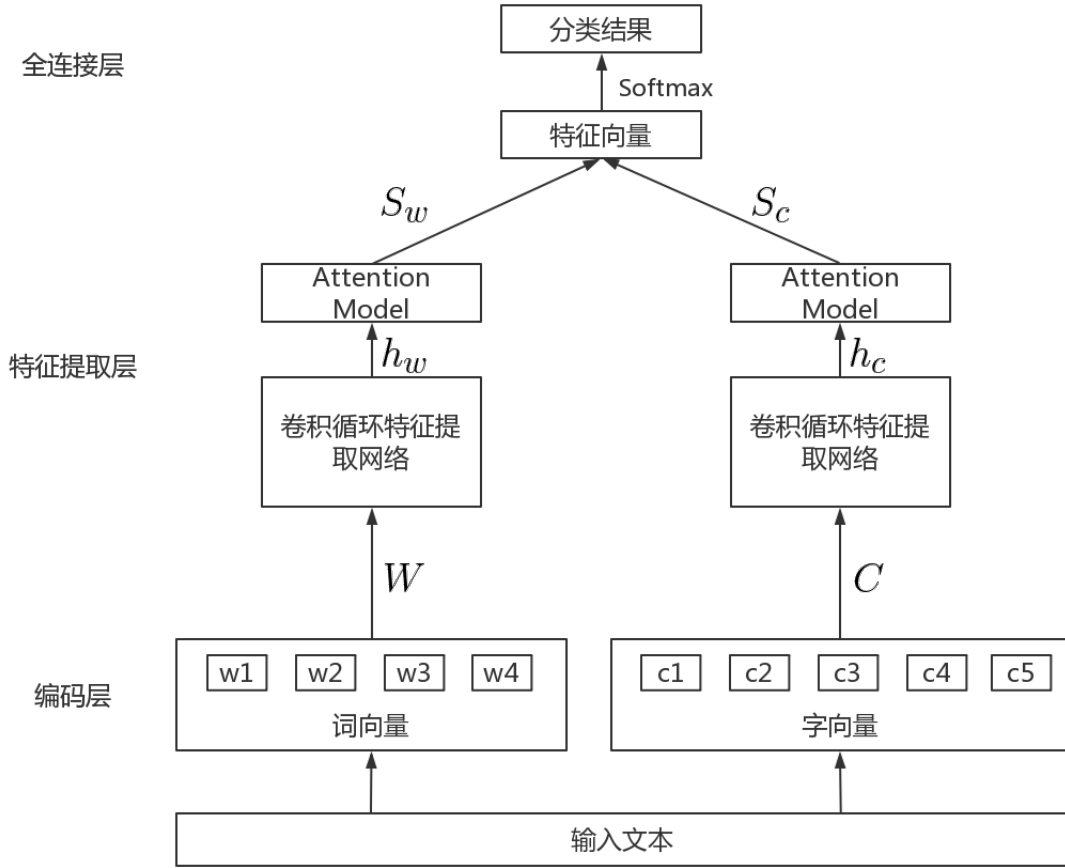 分类结果
全连接层
Softmax
特征向量
S_w
S_c
Attention
Model
Attention
Model
h_w
h_c
特征提取层
卷积循环特征提
取网络
卷积循环特征提
取网络
W
C
w1 w2 w3 w4
c1 c2 c3 c4 c5
编码层
词向量
字向量
输入文本